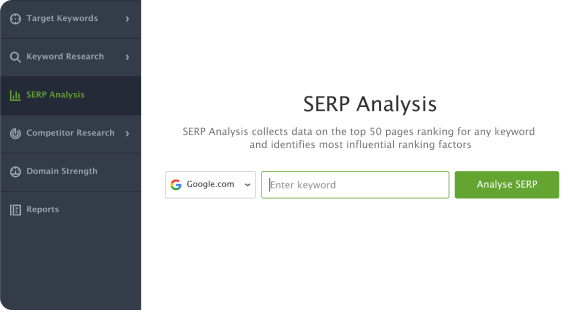 Target Keywords
Keyword Research
SERP Analysis
Competitor Research
Domain Strength
Reports
SERP Analysis
SERP Analysis collects data on the top 50 pages ranking for any keyword
and identifies most influential ranking factors
Google.com
Enter keyword
Analyse SERP